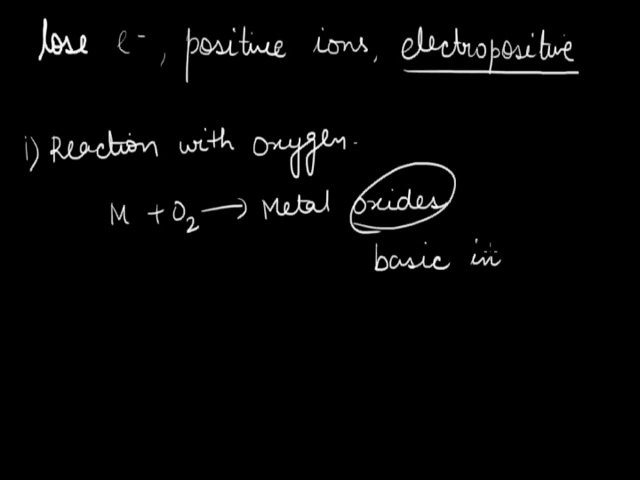 lose e⁻, positive ions, electropositive
i) Reaction with oxygen.
M + O₂ → Metal oxides
basic in